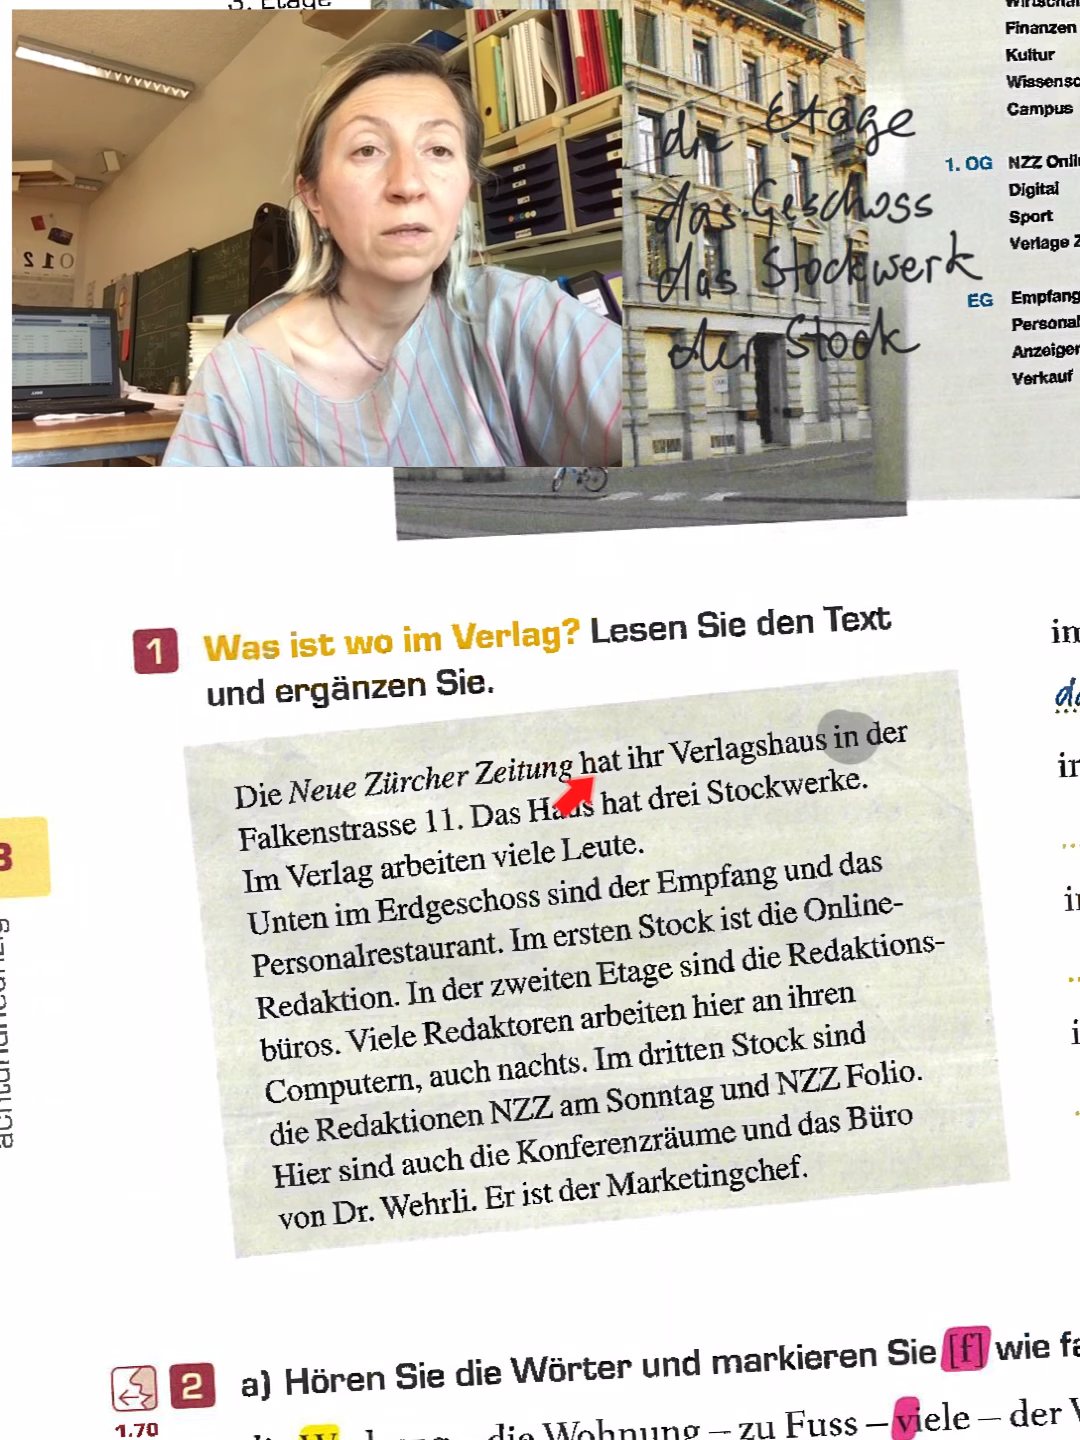 3. Etage
Finanzen
Kultur
Campus
die Etage
das Geschoss
das Stockwerk
der Stock
1. OG NZZ
Digital
Sport
Verlage
EG Empfang
Verkauf
1 Was ist wo im Verlag? Lesen Sie den Text
und ergänzen Sie.
Die Neue Zürcher Zeitung hat ihr Verlagshaus in der
Falkenstrasse 11. Das Haus hat drei Stockwerke.
Im Verlag arbeiten viele Leute.
Unten im Erdgeschoss sind der Empfang und das
Personalrestaurant. Im ersten Stock ist die Online-
Redaktion. In der zweiten Etage sind die Redaktions-
büros. Viele Redaktoren arbeiten hier an ihren
Computern, auch nachts. Im dritten Stock sind
die Redaktionen NZZ am Sonntag und NZZ Folio.
Hier sind auch die Konferenzräume und das Büro
von Dr. Wehrli. Er ist der Marketingchef.
2 a) Hören Sie die Wörter und markieren Sie [f] wie
1.70
die Wohnung – zu Fuss – viele – der